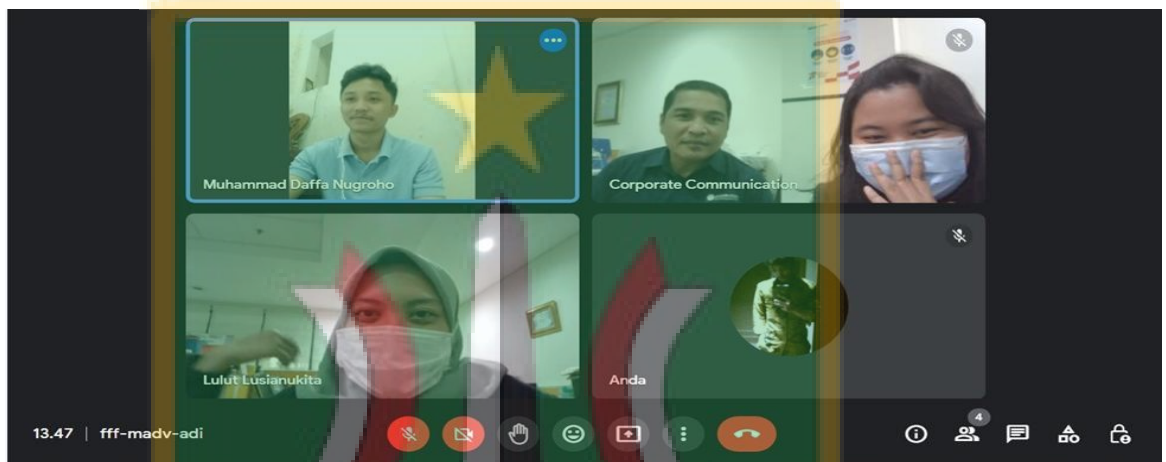 Muhammad Daffa Nugroho
Corporate Communication
Lulut Lusianukita
Anda
13.47 | fff-madv-adi
4